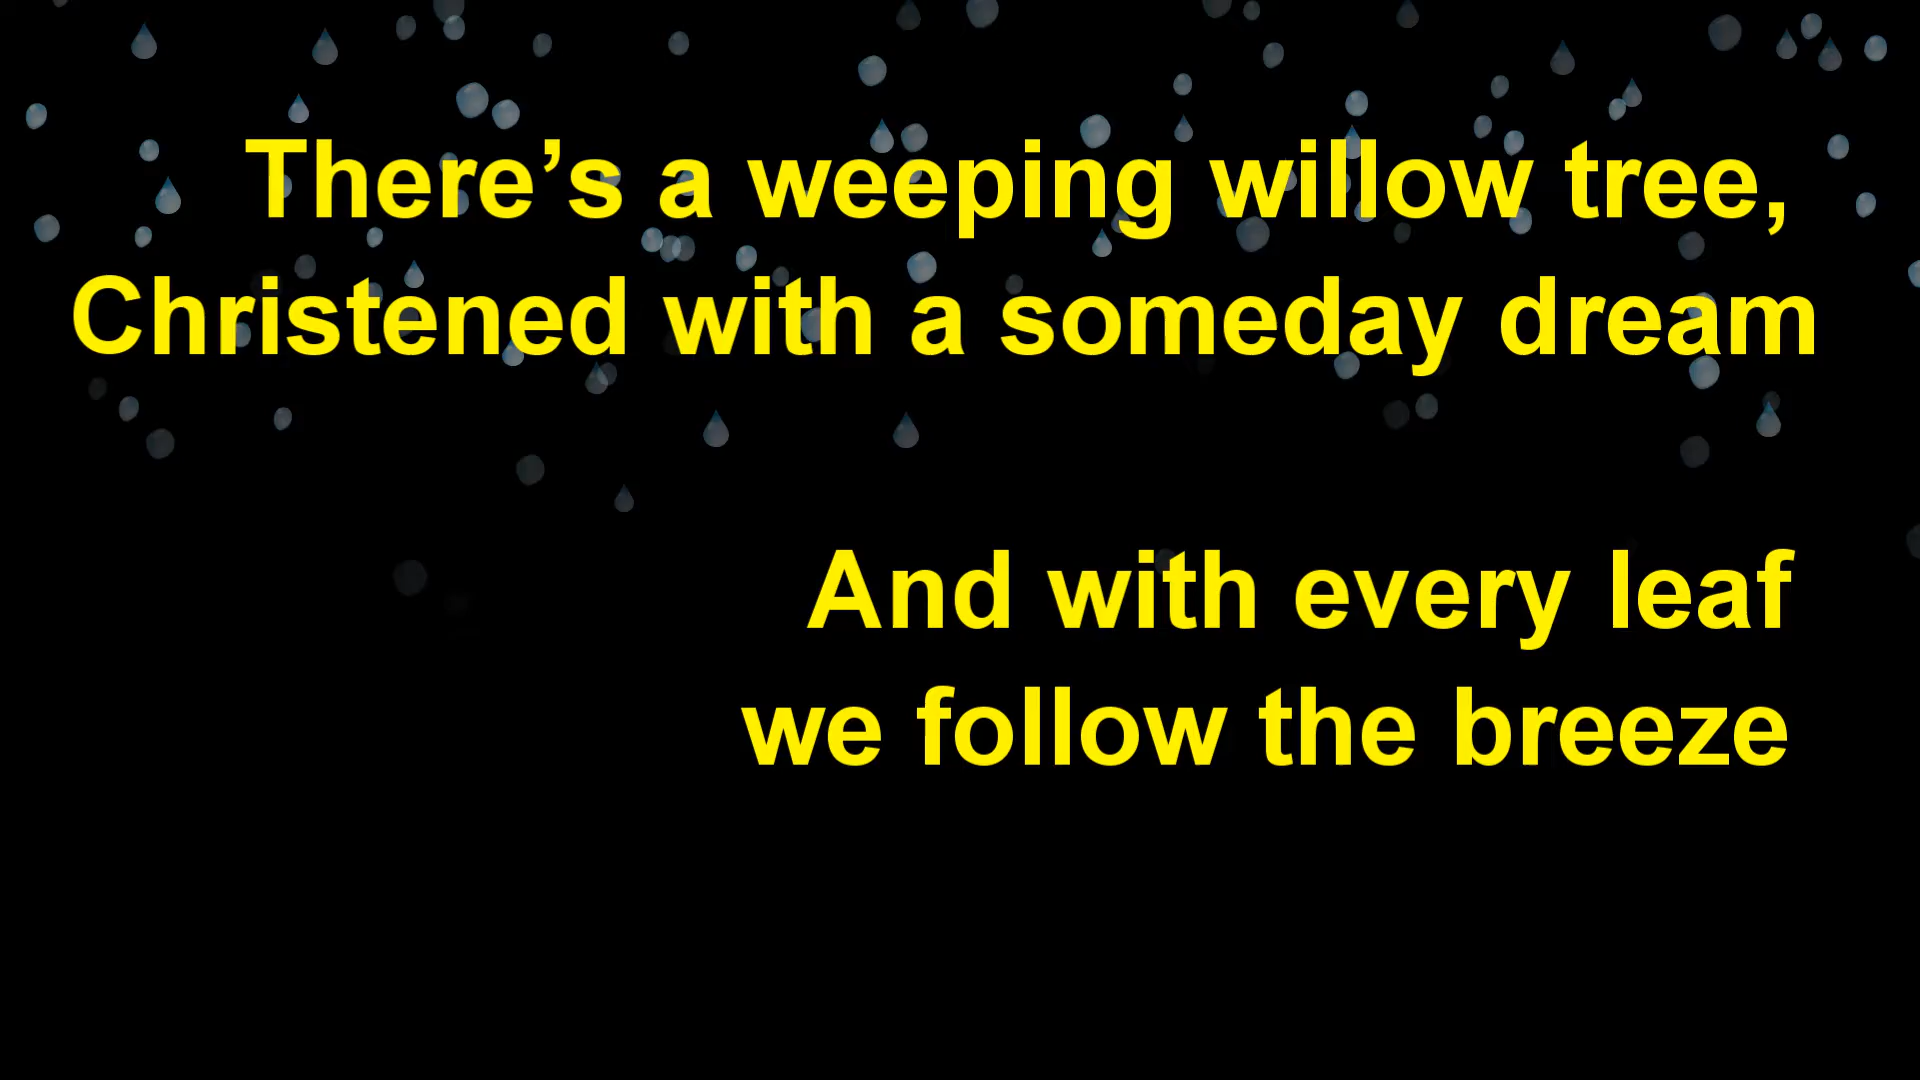 There’s a weeping willow tree,
Christened with a someday dream
And with every leaf
we follow the breeze